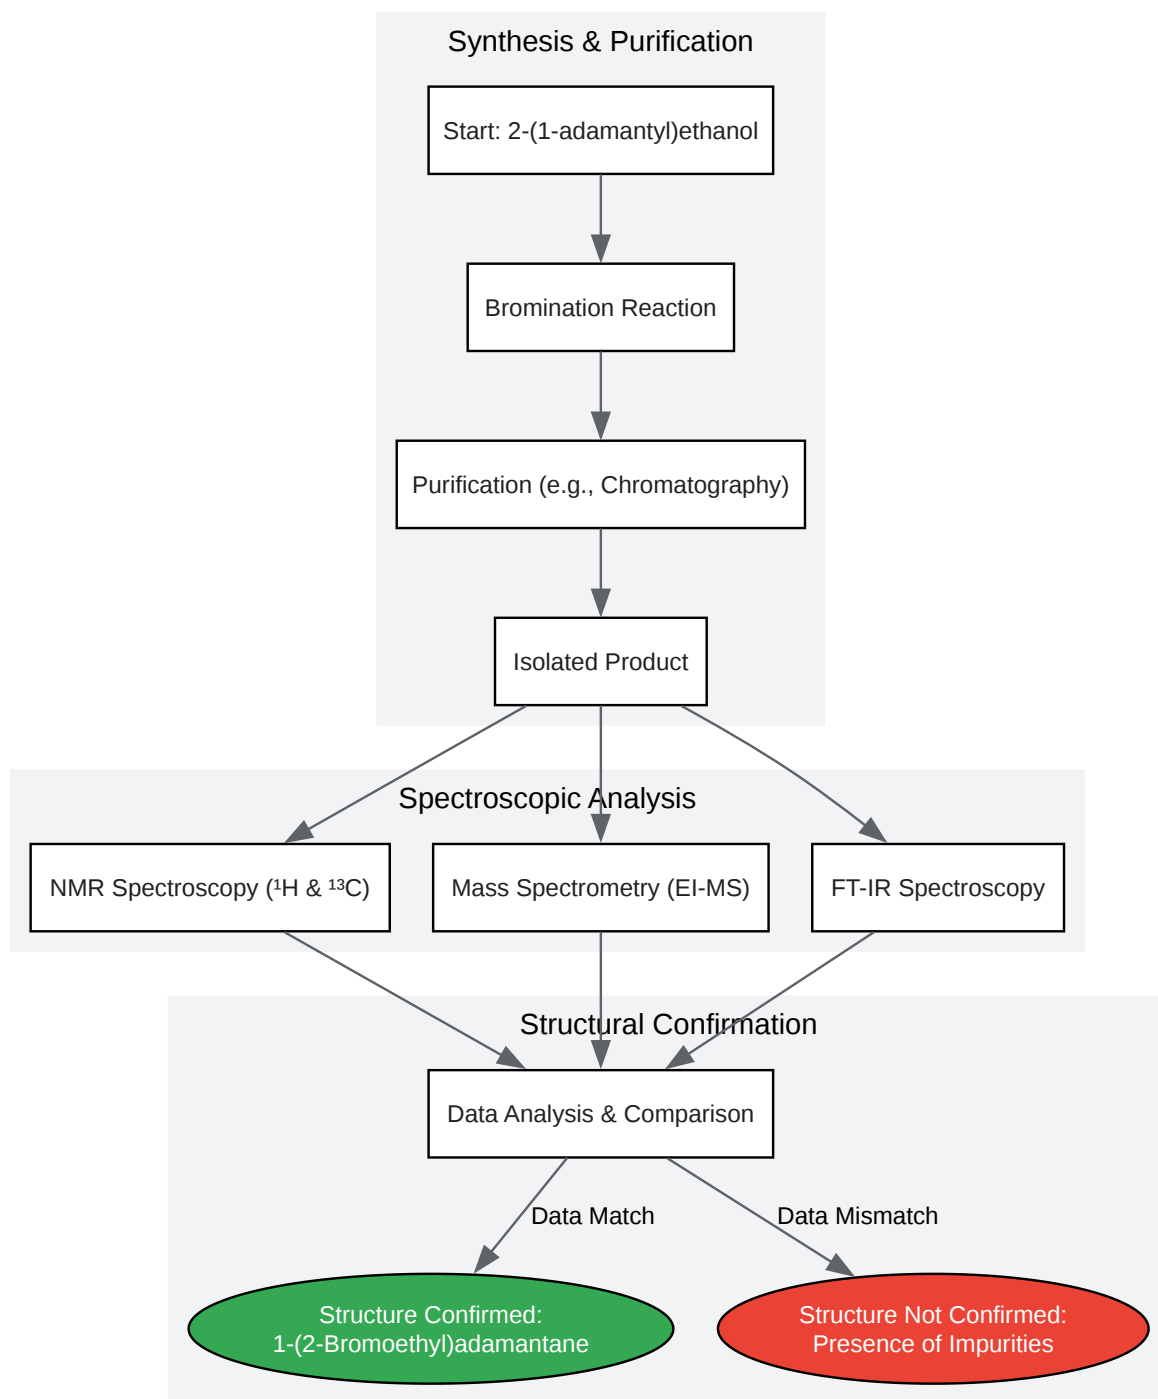 Synthesis & Purification
Start: 2-(1-adamantyl)ethanol
Bromination Reaction
Purification (e.g., Chromatography)
Isolated Product
Spectroscopic Analysis
NMR Spectroscopy (¹H & ¹³C)
Mass Spectrometry (EI-MS)
FT-IR Spectroscopy
Structural Confirmation
Data Analysis & Comparison
Data Match
Data Mismatch
Structure Confirmed:
1-(2-Bromoethyl)adamantane
Structure Not Confirmed:
Presence of Impurities